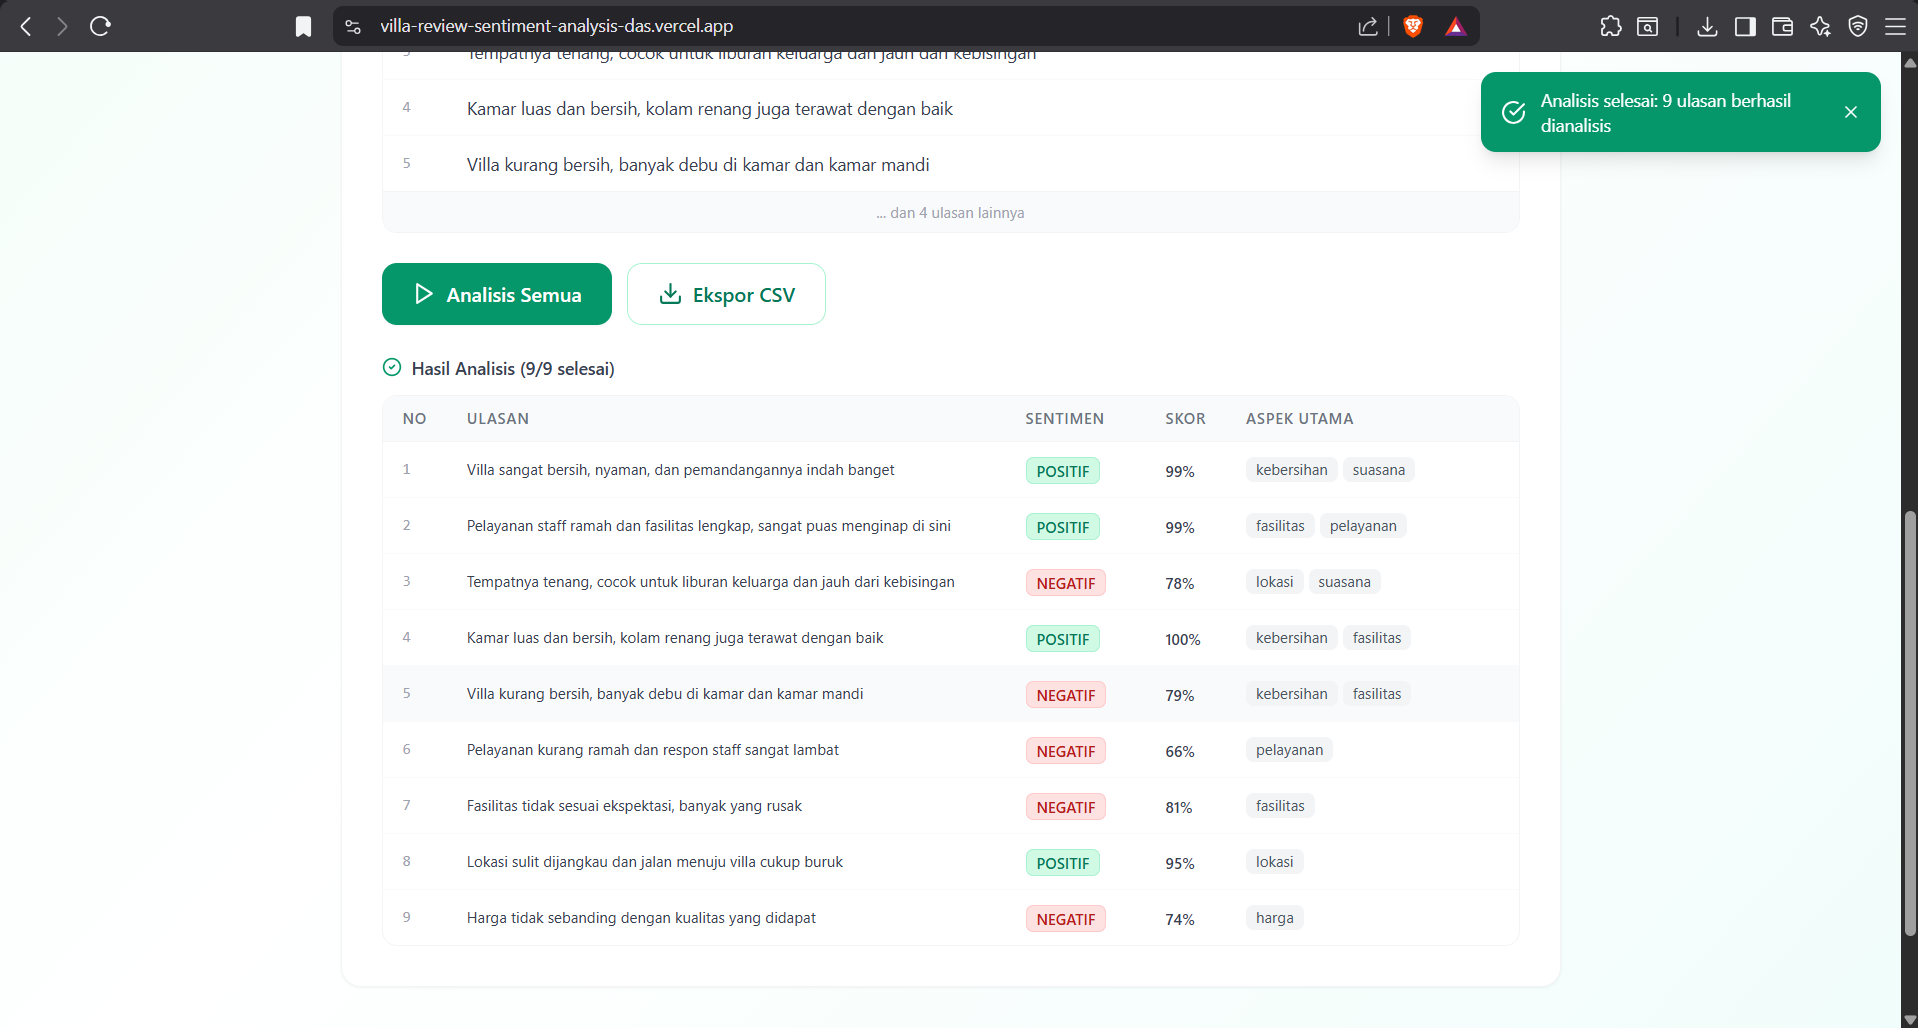 villa-review-sentiment-analysis-das.vercel.app
Analisis selesai: 9 ulasan berhasil
dianalisis
3 Tempatnya tenang, cocok untuk liburan keluarga dan jauh dari kebisingan
4 Kamar luas dan bersih, kolam renang juga terawat dengan baik
5 Villa kurang bersih, banyak debu di kamar dan kamar mandi
... dan 4 ulasan lainnya
Analisis Semua Ekspor CSV
Hasil Analisis (9/9 selesai)
NO ULASAN SENTIMEN SKOR ASPEK UTAMA
1 Villa sangat bersih, nyaman, dan pemandangannya indah banget POSITIF 99% kebersihan suasana
2 Pelayanan staff ramah dan fasilitas lengkap, sangat puas menginap di sini POSITIF 99% fasilitas pelayanan
3 Tempatnya tenang, cocok untuk liburan keluarga dan jauh dari kebisingan NEGATIF 78% lokasi suasana
4 Kamar luas dan bersih, kolam renang juga terawat dengan baik POSITIF 100% kebersihan fasilitas
5 Villa kurang bersih, banyak debu di kamar dan kamar mandi NEGATIF 79% kebersihan fasilitas
6 Pelayanan kurang ramah dan respon staff sangat lambat NEGATIF 66% pelayanan
7 Fasilitas tidak sesuai ekspektasi, banyak yang rusak NEGATIF 81% fasilitas
8 Lokasi sulit dijangkau dan jalan menuju villa cukup buruk POSITIF 95% lokasi
9 Harga tidak sebanding dengan kualitas yang didapat NEGATIF 74% harga